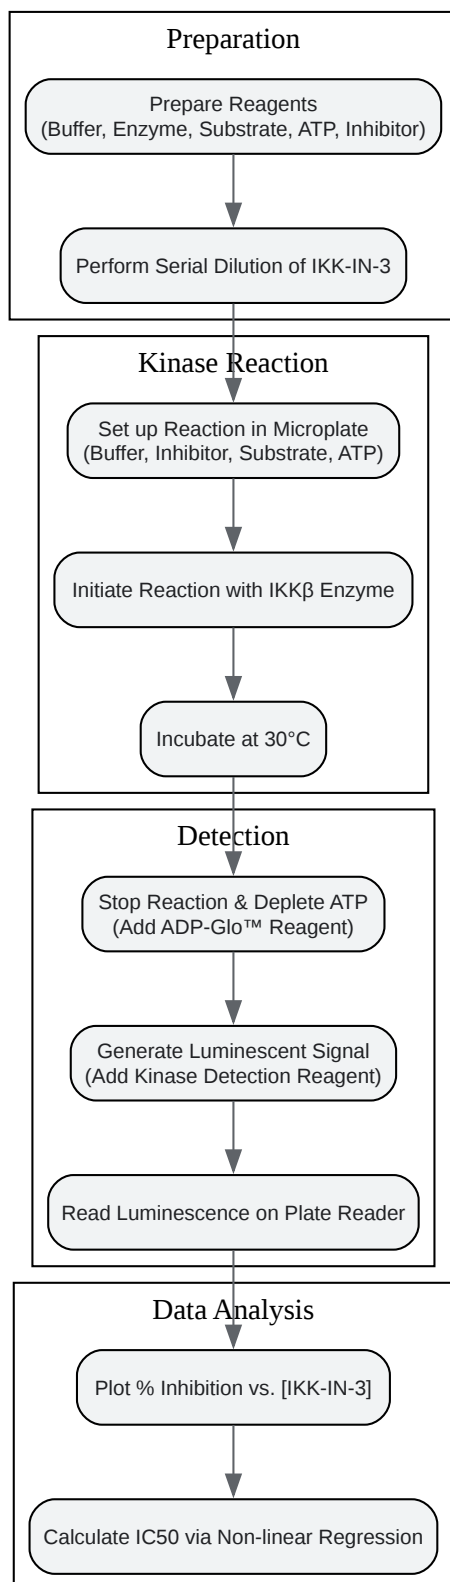 Preparation
Prepare Reagents
(Buffer, Enzyme, Substrate, ATP, Inhibitor)
Perform Serial Dilution of IKK-IN-3
Kinase Reaction
Set up Reaction in Microplate
(Buffer, Inhibitor, Substrate, ATP)
Initiate Reaction with IKKβ Enzyme
Incubate at 30°C
Detection
Stop Reaction & Deplete ATP
(Add ADP-Glo™ Reagent)
Generate Luminescent Signal
(Add Kinase Detection Reagent)
Read Luminescence on Plate Reader
Data Analysis
Plot % Inhibition vs. [IKK-IN-3]
Calculate IC50 via Non-linear Regression